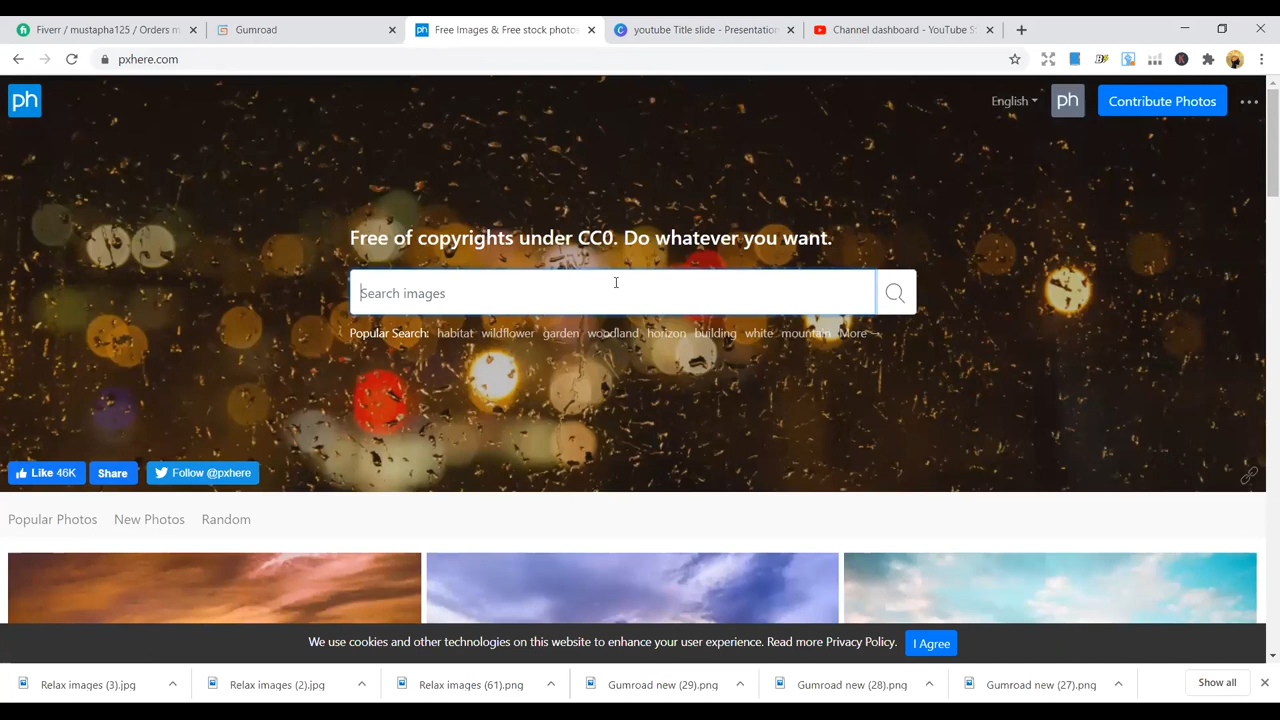 Fiverr / mustapha125 / Orders m
Gumroad
Free Images & Free stock photos
youtube Title slide - Presentation
Channel dashboard - YouTube S
pxhere.com
ph
English
ph
Contribute Photos
Free of copyrights under CC0. Do whatever you want.
Search images
Popular Search: habitat wildflower garden woodland horizon building white mountain More
Like 46K
Share
Follow @pxhere
Popular Photos
New Photos
Random
We use cookies and other technologies on this website to enhance your user experience. Read more Privacy Policy.
I Agree
Relax images (3).jpg
Relax images (2).jpg
Relax images (61).png
Gumroad new (29).png
Gumroad new (28).png
Gumroad new (27).png
Show all